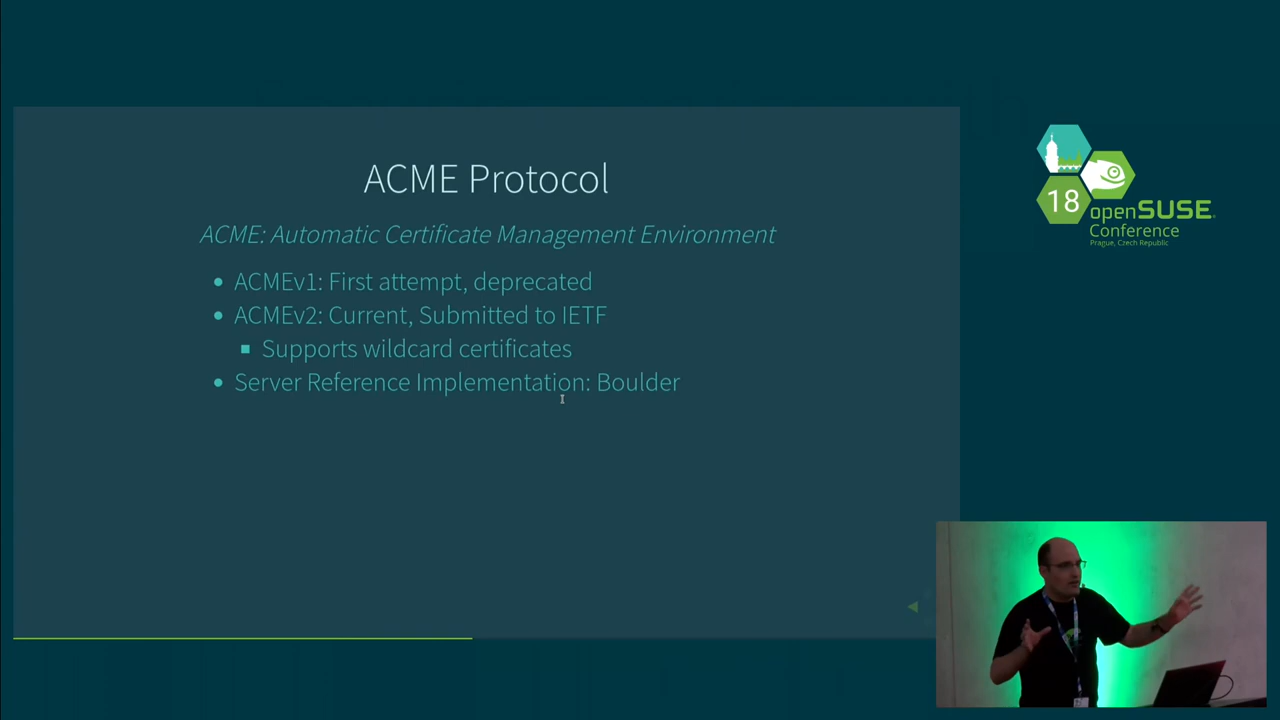 ACME Protocol
ACME: Automatic Certificate Management Environment
ACMEv1: First attempt, deprecated
ACMEv2: Current, Submitted to IETF
Supports wildcard certificates
Server Reference Implementation: Boulder
18
openSUSE
Conference
Prague, Czech Republic